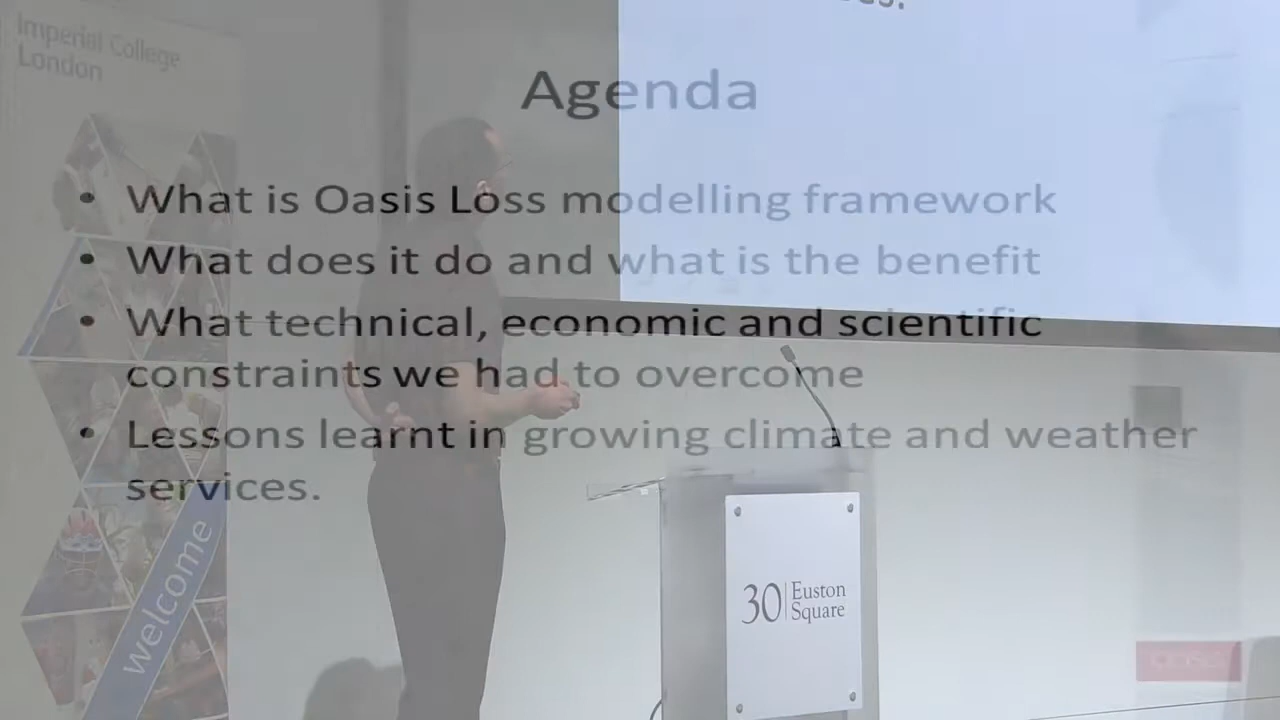 Imperial College
London
Agenda
• What is Oasis Loss modelling framework
• What does it do and what is the benefit
• What technical, economic and scientific
constraints we had to overcome
• Lessons learnt in growing climate and weather
services.
welcome
30 Euston
Square